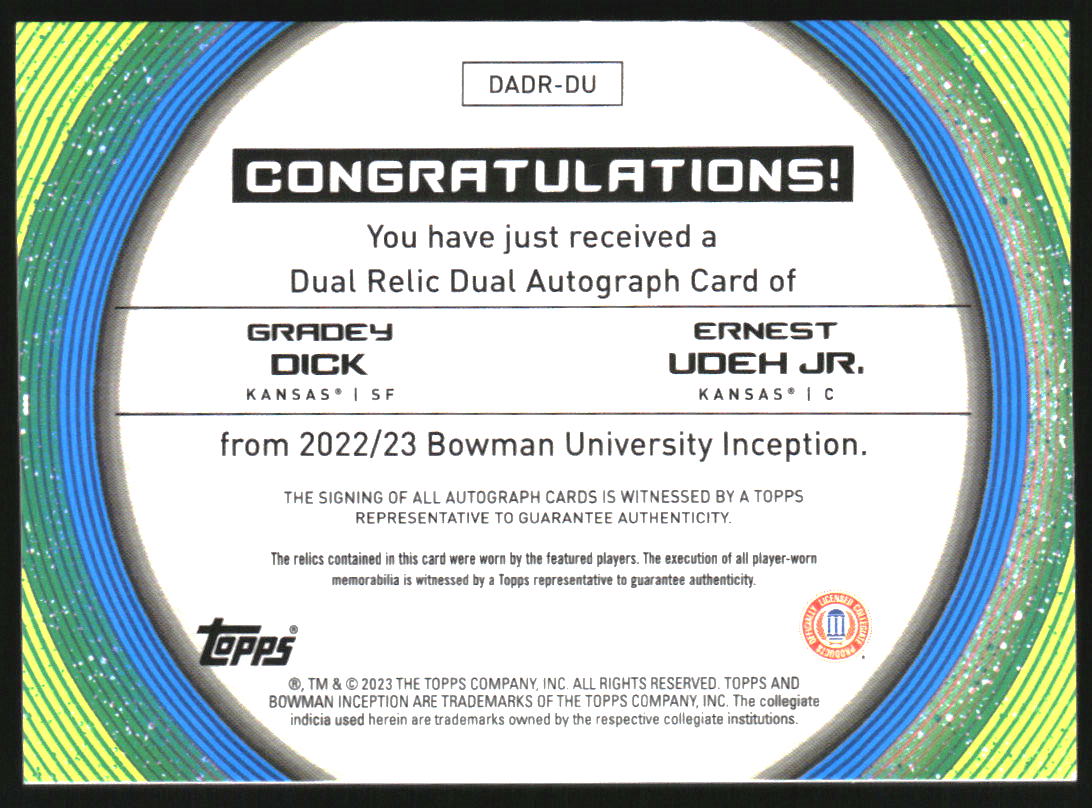 DADR-DU
CONGRATULATIONS!
You have just received a
Dual Relic Dual Autograph Card of
GRADEY
DICK
KANSAS® | SF
ERNEST
UDEH JR.
KANSAS® | C
from 2022/23 Bowman University Inception.
THE SIGNING OF ALL AUTOGRAPH CARDS IS WITNESSED BY A TOPPS
REPRESENTATIVE TO GUARANTEE AUTHENTICITY.
The relics contained in this card were worn by the featured players. The execution of all player-worn
memorabilia is witnessed by a Topps representative to guarantee authenticity.
topps®
OFFICIALLY LICENSED COLLEGIATE PRODUCTS
®, TM & © 2023 THE TOPPS COMPANY, INC. ALL RIGHTS RESERVED. TOPPS AND
BOWMAN INCEPTION ARE TRADEMARKS OF THE TOPPS COMPANY, INC. The collegiate
indicia used herein are trademarks owned by the respective collegiate institutions.